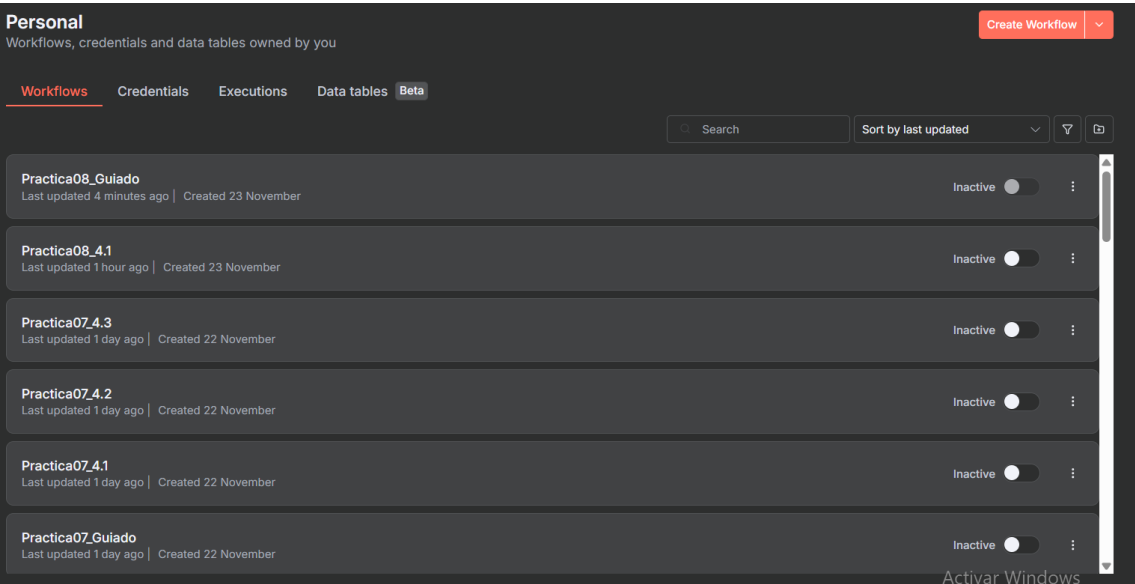 Personal
Create Workflow
Workflows, credentials and data tables owned by you
Workflows Credentials Executions Data tables Beta
Search Sort by last updated
Practica08_Guiado
Last updated 4 minutes ago | Created 23 November
Inactive
Practica08_4.1
Last updated 1 hour ago | Created 23 November
Inactive
Practica07_4.3
Last updated 1 day ago | Created 22 November
Inactive
Practica07_4.2
Last updated 1 day ago | Created 22 November
Inactive
Practica07_4.1
Last updated 1 day ago | Created 22 November
Inactive
Practica07_Guiado
Last updated 1 day ago | Created 22 November
Inactive
Activar Windows